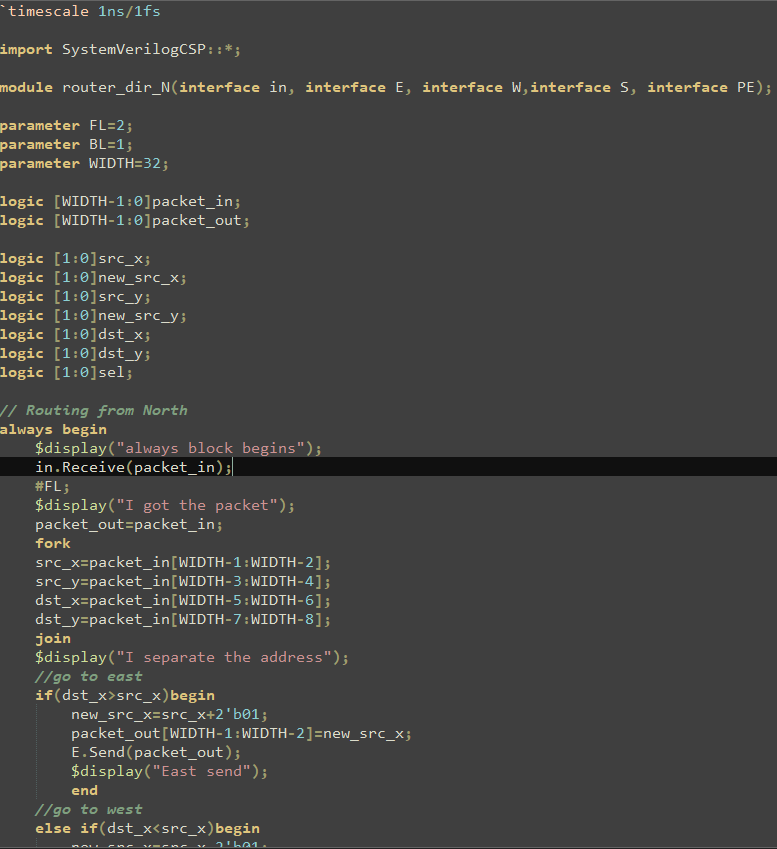 `timescale 1ns/1fs
import SystemVerilogCSP::*;
module router_dir_N(interface in, interface E, interface W,interface S, interface PE);
parameter FL=2;
parameter BL=1;
parameter WIDTH=32;
logic [WIDTH-1:0]packet_in;
logic [WIDTH-1:0]packet_out;
logic [1:0]src_x;
logic [1:0]new_src_x;
logic [1:0]src_y;
logic [1:0]new_src_y;
logic [1:0]dst_x;
logic [1:0]dst_y;
logic [1:0]sel;
// Routing from North
always begin
    $display("always block begins");
    in.Receive(packet_in);
    #FL;
    $display("I got the packet");
    packet_out=packet_in;
    fork
    src_x=packet_in[WIDTH-1:WIDTH-2];
    src_y=packet_in[WIDTH-3:WIDTH-4];
    dst_x=packet_in[WIDTH-5:WIDTH-6];
    dst_y=packet_in[WIDTH-7:WIDTH-8];
    join
    $display("I separate the address");
    //go to east
    if(dst_x>src_x)begin
        new_src_x=src_x+2'b01;
        packet_out[WIDTH-1:WIDTH-2]=new_src_x;
        E.Send(packet_out);
        $display("East send");
        end
    //go to west
    else if(dst_x<src_x)begin
        new_src_x=src_x-2'b01;